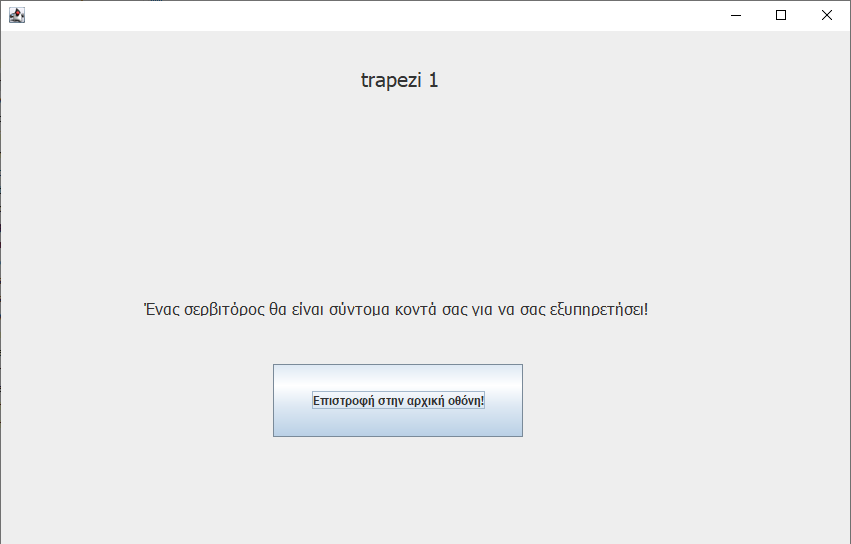 trapezi 1
Ένας σερβιτόρος θα είναι σύντομα κοντά σας για να σας εξυπηρετήσει!
Επιστροφή στην αρχική οθόνη!